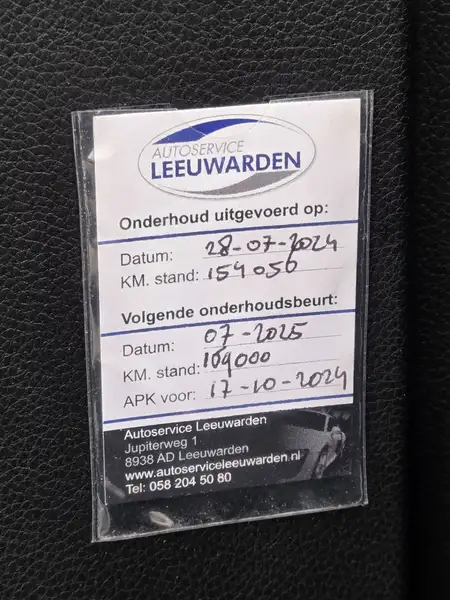 AUTOSERVICE
LEEUWARDEN
Onderhoud uitgevoerd op:
Datum: 28-07-2024
KM. stand: 154050
Volgende onderhoudsbeurt:
Datum: 07-2025
KM. stand: 169000
APK voor: 17-10-2024
Autoservice Leeuwarden
Jupiterweg 1
8938 AD Leeuwarden
www.autoserviceleeuwarden.nl
Tel: 058 204 50 80